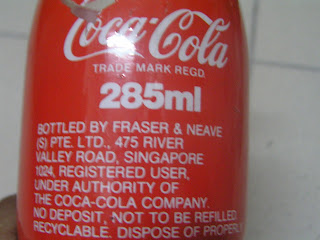 Coca-Cola
TRADE MARK REGD.
285ml
BOTTLED BY FRASER & NEAVE
(S) PTE. LTD., 475 RIVER
VALLEY ROAD, SINGAPORE
1024, REGISTERED USER,
UNDER AUTHORITY OF
THE COCA-COLA COMPANY.
NO DEPOSIT, NOT TO BE REFILLED
RECYCLABLE. DISPOSE OF PROPERLY